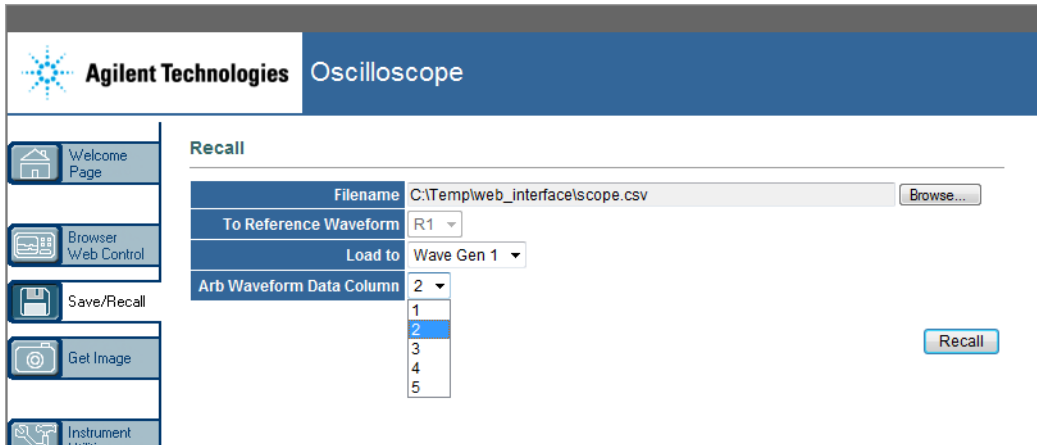 Agilent Technologies
Oscilloscope
Welcome
Page
Browser
Web Control
Save/Recall
Get Image
Instrument
Recall
Filename C:\Temp\web_interface\scope.csv Browse...
To Reference Waveform R1
Load to Wave Gen 1
Arb Waveform Data Column 2
1
2
3
4
5
Recall